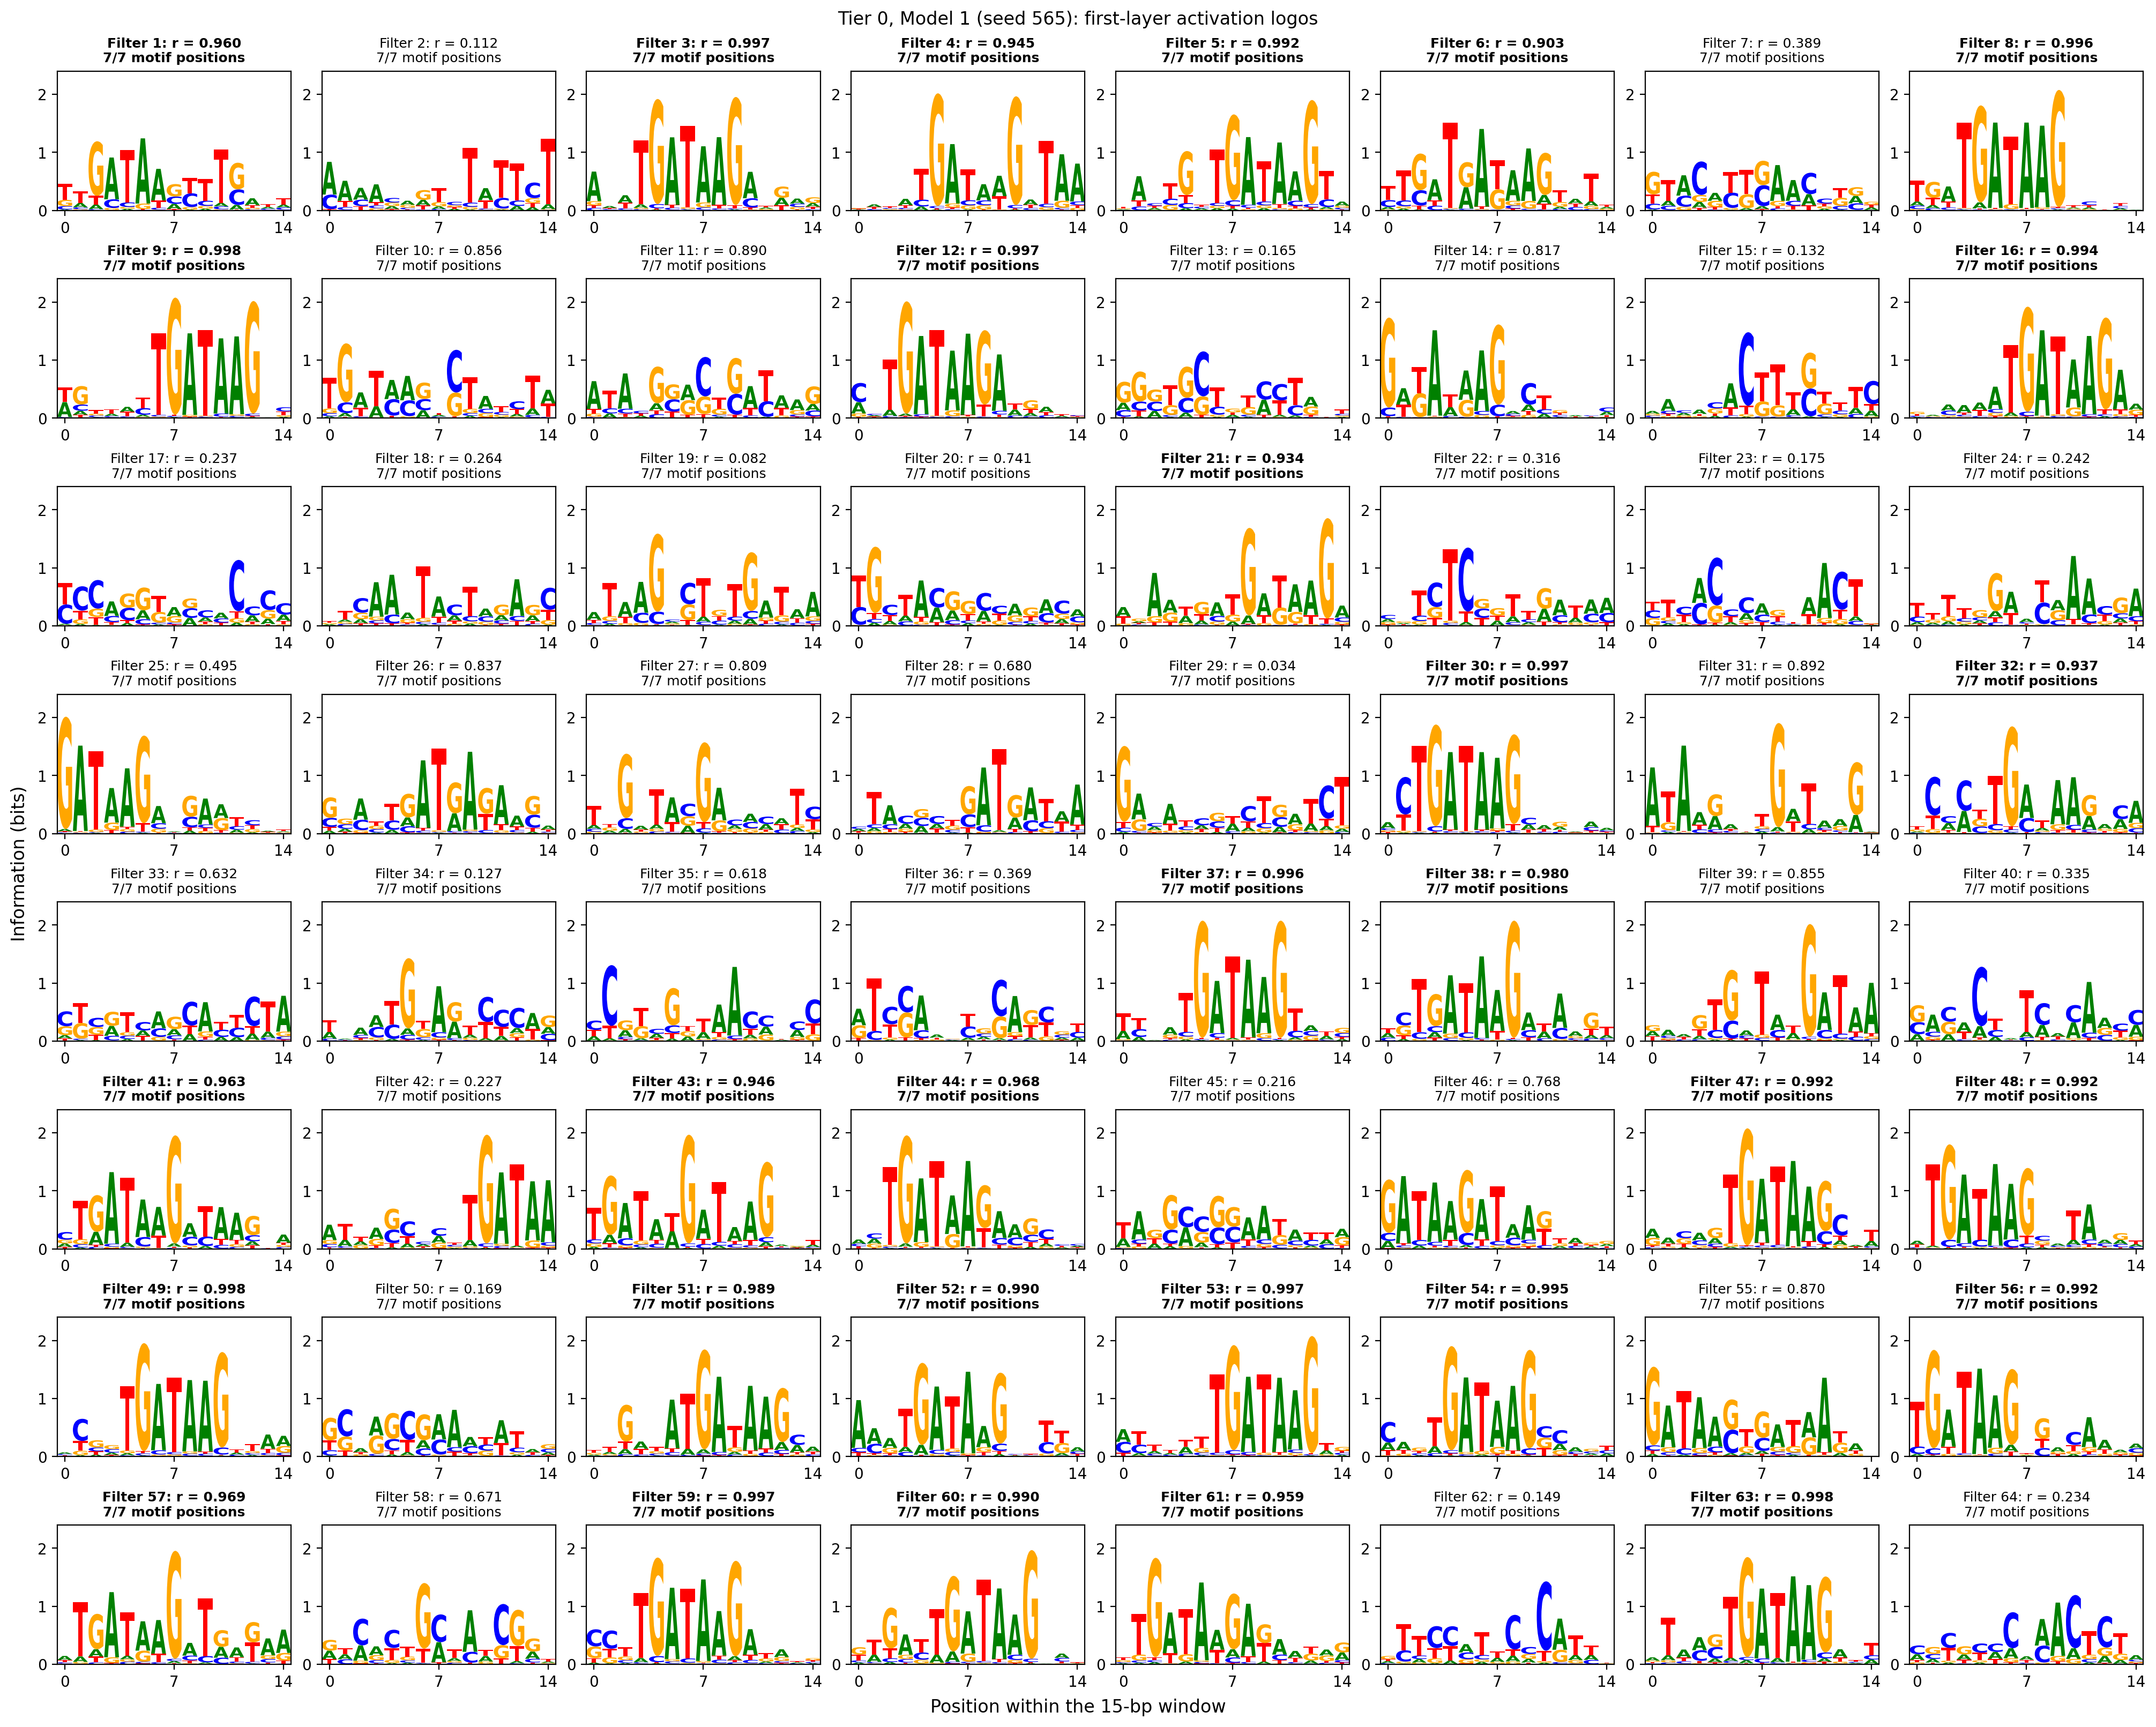 Tier 0, Model 1 (seed 565): first-layer activation logos
Filter 1: r = 0.960
7/7 motif positions
Filter 2: r = 0.112
7/7 motif positions
Filter 3: r = 0.997
7/7 motif positions
Filter 4: r = 0.945
7/7 motif positions
Filter 5: r = 0.992
7/7 motif positions
Filter 6: r = 0.903
7/7 motif positions
Filter 7: r = 0.389
7/7 motif positions
Filter 8: r = 0.996
7/7 motif positions
Filter 9: r = 0.998
7/7 motif positions
Filter 10: r = 0.856
7/7 motif positions
Filter 11: r = 0.890
7/7 motif positions
Filter 12: r = 0.997
7/7 motif positions
Filter 13: r = 0.165
7/7 motif positions
Filter 14: r = 0.817
7/7 motif positions
Filter 15: r = 0.132
7/7 motif positions
Filter 16: r = 0.994
7/7 motif positions
Filter 17: r = 0.237
7/7 motif positions
Filter 18: r = 0.264
7/7 motif positions
Filter 19: r = 0.082
7/7 motif positions
Filter 20: r = 0.741
7/7 motif positions
Filter 21: r = 0.934
7/7 motif positions
Filter 22: r = 0.316
7/7 motif positions
Filter 23: r = 0.175
7/7 motif positions
Filter 24: r = 0.242
7/7 motif positions
Filter 25: r = 0.495
7/7 motif positions
Filter 26: r = 0.837
7/7 motif positions
Filter 27: r = 0.809
7/7 motif positions
Filter 28: r = 0.680
7/7 motif positions
Filter 29: r = 0.034
7/7 motif positions
Filter 30: r = 0.997
7/7 motif positions
Filter 31: r = 0.892
7/7 motif positions
Filter 32: r = 0.937
7/7 motif positions
Filter 33: r = 0.632
7/7 motif positions
Filter 34: r = 0.127
7/7 motif positions
Filter 35: r = 0.618
7/7 motif positions
Filter 36: r = 0.369
7/7 motif positions
Filter 37: r = 0.996
7/7 motif positions
Filter 38: r = 0.980
7/7 motif positions
Filter 39: r = 0.855
7/7 motif positions
Filter 40: r = 0.335
7/7 motif positions
Filter 41: r = 0.963
7/7 motif positions
Filter 42: r = 0.227
7/7 motif positions
Filter 43: r = 0.946
7/7 motif positions
Filter 44: r = 0.968
7/7 motif positions
Filter 45: r = 0.216
7/7 motif positions
Filter 46: r = 0.768
7/7 motif positions
Filter 47: r = 0.992
7/7 motif positions
Filter 48: r = 0.992
7/7 motif positions
Filter 49: r = 0.998
7/7 motif positions
Filter 50: r = 0.169
7/7 motif positions
Filter 51: r = 0.989
7/7 motif positions
Filter 52: r = 0.990
7/7 motif positions
Filter 53: r = 0.997
7/7 motif positions
Filter 54: r = 0.995
7/7 motif positions
Filter 55: r = 0.870
7/7 motif positions
Filter 56: r = 0.992
7/7 motif positions
Filter 57: r = 0.969
7/7 motif positions
Filter 58: r = 0.671
7/7 motif positions
Filter 59: r = 0.997
7/7 motif positions
Filter 60: r = 0.990
7/7 motif positions
Filter 61: r = 0.959
7/7 motif positions
Filter 62: r = 0.149
7/7 motif positions
Filter 63: r = 0.998
7/7 motif positions
Filter 64: r = 0.234
7/7 motif positions
Information (bits)
Position within the 15-bp window